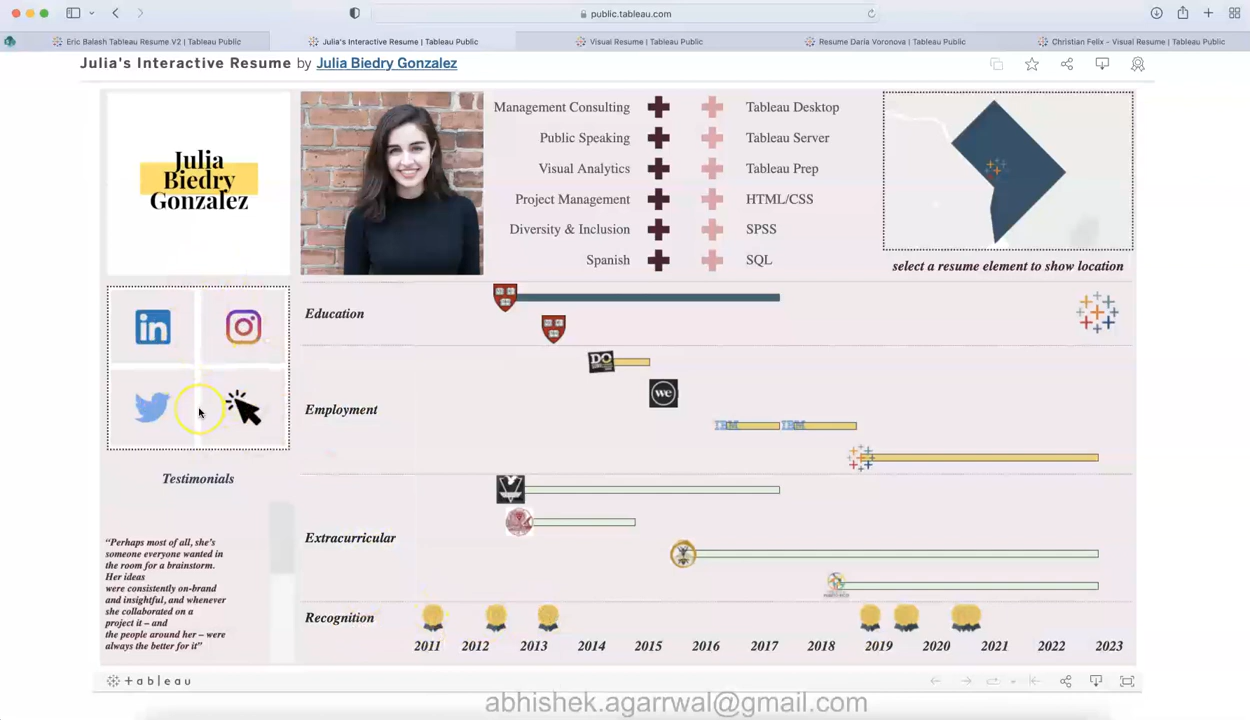 public.tableau.com
Eric Balash Tableau Resume V2 | Tableau Public
Julia's Interactive Resume | Tableau Public
Visual Resume | Tableau Public
Resume Daria Voronova | Tableau Public
Christian Felix - Visual Resume | Tableau Public
Julia's Interactive Resume by Julia Biedry Gonzalez
Julia
Biedry
Gonzalez
Management Consulting
Public Speaking
Visual Analytics
Project Management
Diversity & Inclusion
Spanish
Tableau Desktop
Tableau Server
Tableau Prep
HTML/CSS
SPSS
SQL
select a resume element to show location
in
Testimonials
“Perhaps most of all, she's
someone everyone wanted in
the room for a brainstorm.
Her ideas
were consistently on-brand
and insightful, and whenever
she collaborated on a
project it – and
the people around her – were
always the better for it”
Education
Employment
DO
we
IBM
IBM
Extracurricular
Recognition
2011 2012 2013 2014 2015 2016 2017 2018 2019 2020 2021 2022 2023
+ a b l e a u
abhishek.agarrwal@gmail.com